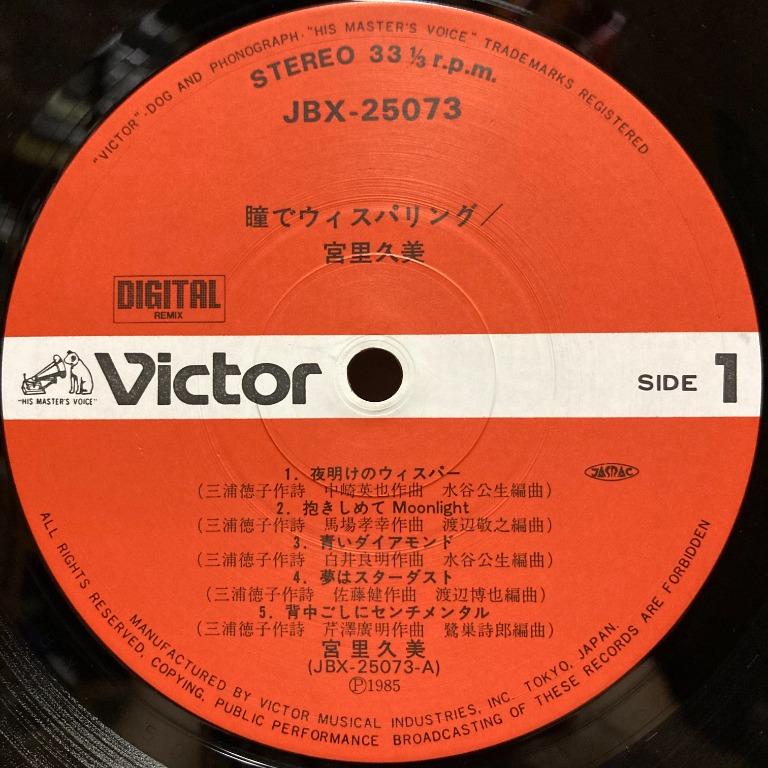 "VICTOR"-DOG AND PHONOGRAPH·"HIS MASTER'S VOICE" TRADEMARKS REGISTERED
STEREO 33 1/3 r.p.m.
JBX-25073
瞳でウィスパリング/
宮里久美
DIGITAL
REMIX
"HIS MASTER'S VOICE"
Victor
SIDE 1
JASRAC
1. 夜明けのウィスパー
(三浦徳子作詩 中崎英也作曲 水谷公生編曲)
2. 抱きしめて Moonlight
(三浦徳子作詩 馬場孝幸作曲 渡辺敬之編曲)
3. 青いダイアモンド
(三浦徳子作詩 白井良明作曲 水谷公生編曲)
4. 夢はスターダスト
(三浦徳子作詩 佐藤健作曲 渡辺博也編曲)
5. 背中ごしにセンチメンタル
(三浦徳子作詩 芹澤廣明作曲 鷺巣詩郎編曲)
宮里久美
(JBX-25073-A)
Ⓟ1985
MANUFACTURED BY VICTOR MUSICAL INDUSTRIES, INC. TOKYO, JAPAN.
ALL RIGHTS RESERVED. COPYING, PUBLIC PERFORMANCE BROADCASTING OF THESE RECORDS ARE FORBIDDEN